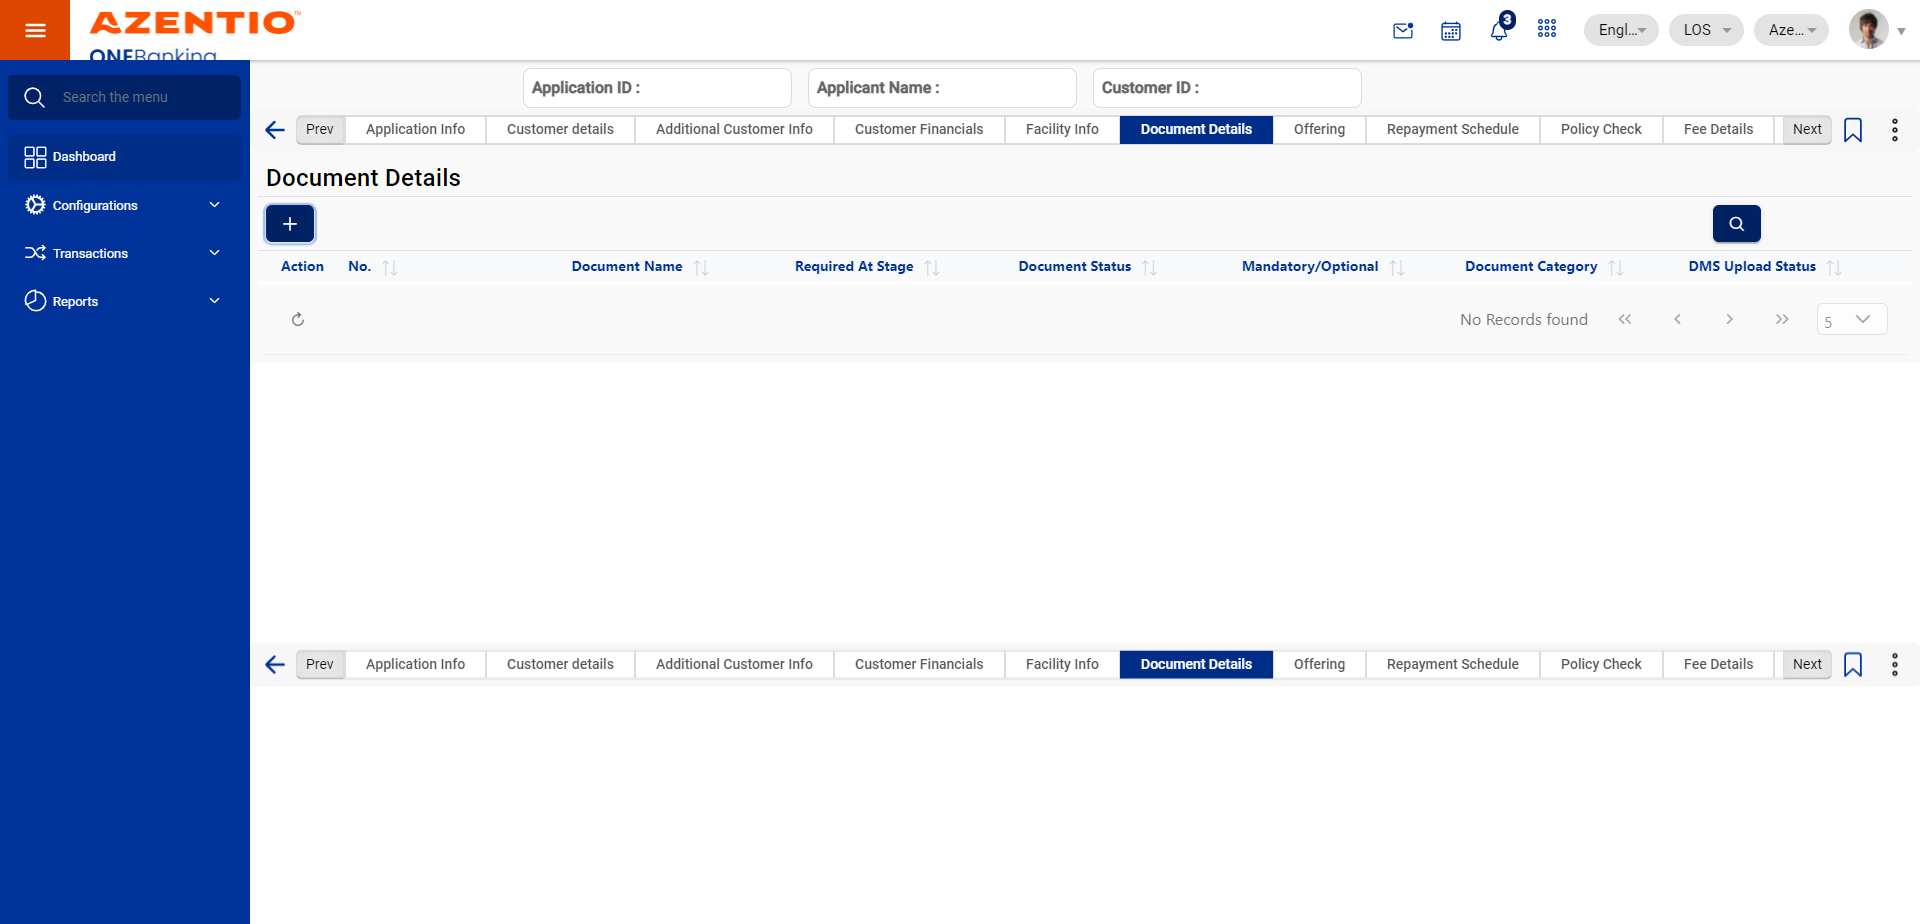 AZENTIO™
ONEBanking
3
Engl...
LOS
Aze...
Search the menu
Dashboard
Configurations
Transactions
Reports
Application ID :
Applicant Name :
Customer ID :
Prev Application Info Customer details Additional Customer Info Customer Financials Facility Info Document Details Offering Repayment Schedule Policy Check Fee Details Next
Document Details
+
Action No. Document Name Required At Stage Document Status Mandatory/Optional Document Category DMS Upload Status
No Records found
5
Prev Application Info Customer details Additional Customer Info Customer Financials Facility Info Document Details Offering Repayment Schedule Policy Check Fee Details Next